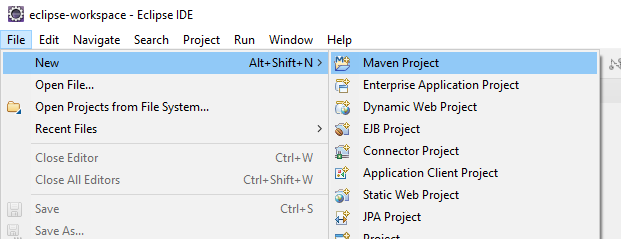 eclipse-workspace - Eclipse IDE
File Edit Navigate Search Project Run Window Help
New Alt+Shift+N >
Maven Project
Open File...
Enterprise Application Project
Open Projects from File System...
Dynamic Web Project
Recent Files >
EJB Project
Close Editor Ctrl+W
Connector Project
Close All Editors Ctrl+Shift+W
Application Client Project
Static Web Project
Save Ctrl+S
JPA Project
Save As...
Project...